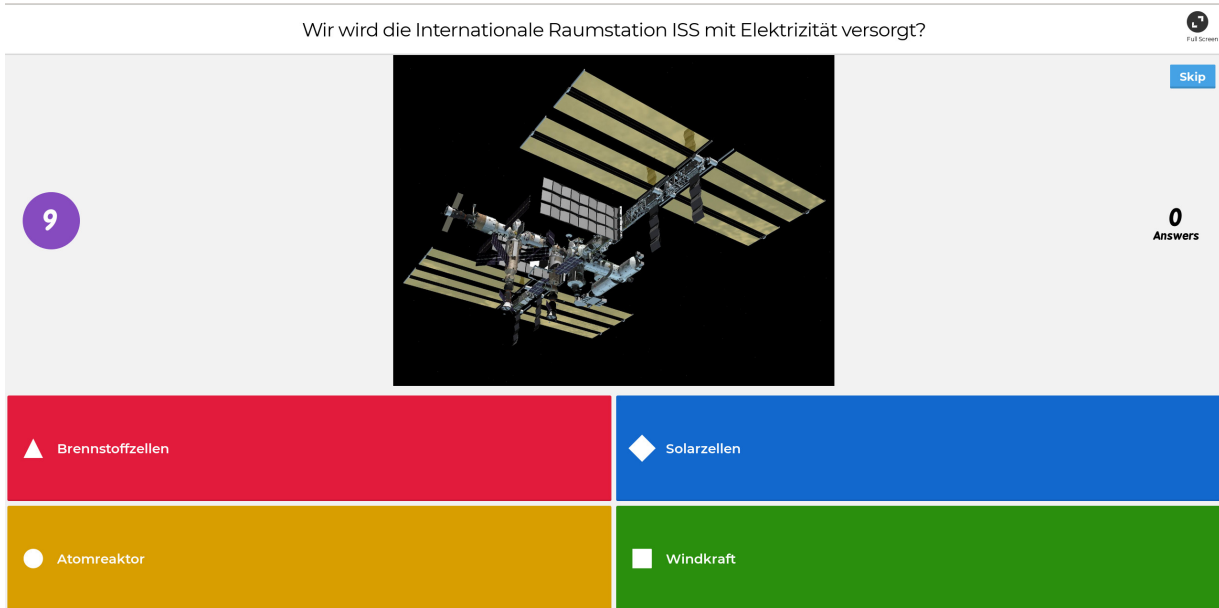 Wir wird die Internationale Raumstation ISS mit Elektrizität versorgt?
Full Screen
Skip
9
0
Answers
Brennstoffzellen
Solarzellen
Atomreaktor
Windkraft